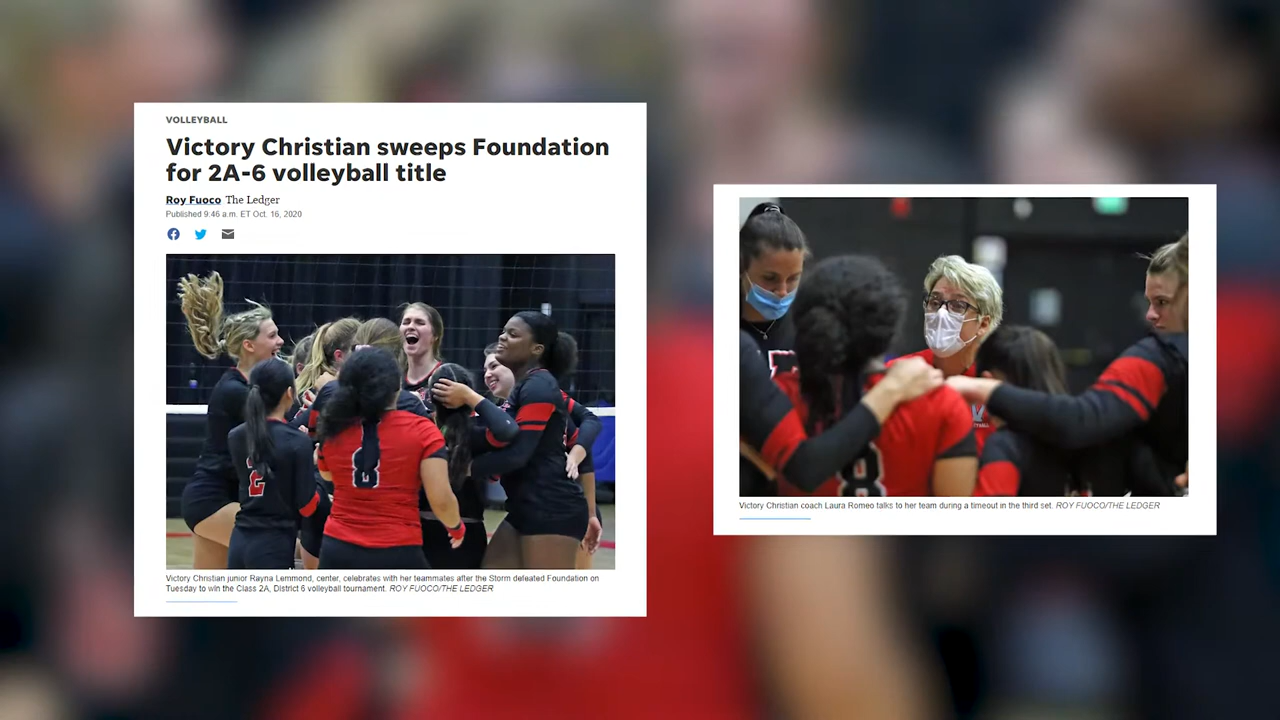 VOLLEYBALL
Victory Christian sweeps Foundation
for 2A-6 volleyball title
Roy Fuoco The Ledger
Published 9:46 a.m. ET Oct. 16, 2020
2
8
Victory Christian junior Rayna Lemmond, center, celebrates with her teammates after the Storm defeated Foundation on
Tuesday to win the Class 2A, District 6 volleyball tournament. ROY FUOCO/THE LEDGER
8
Victory Christian coach Laura Romeo talks to her team during a timeout in the third set. ROY FUOCO/THE LEDGER